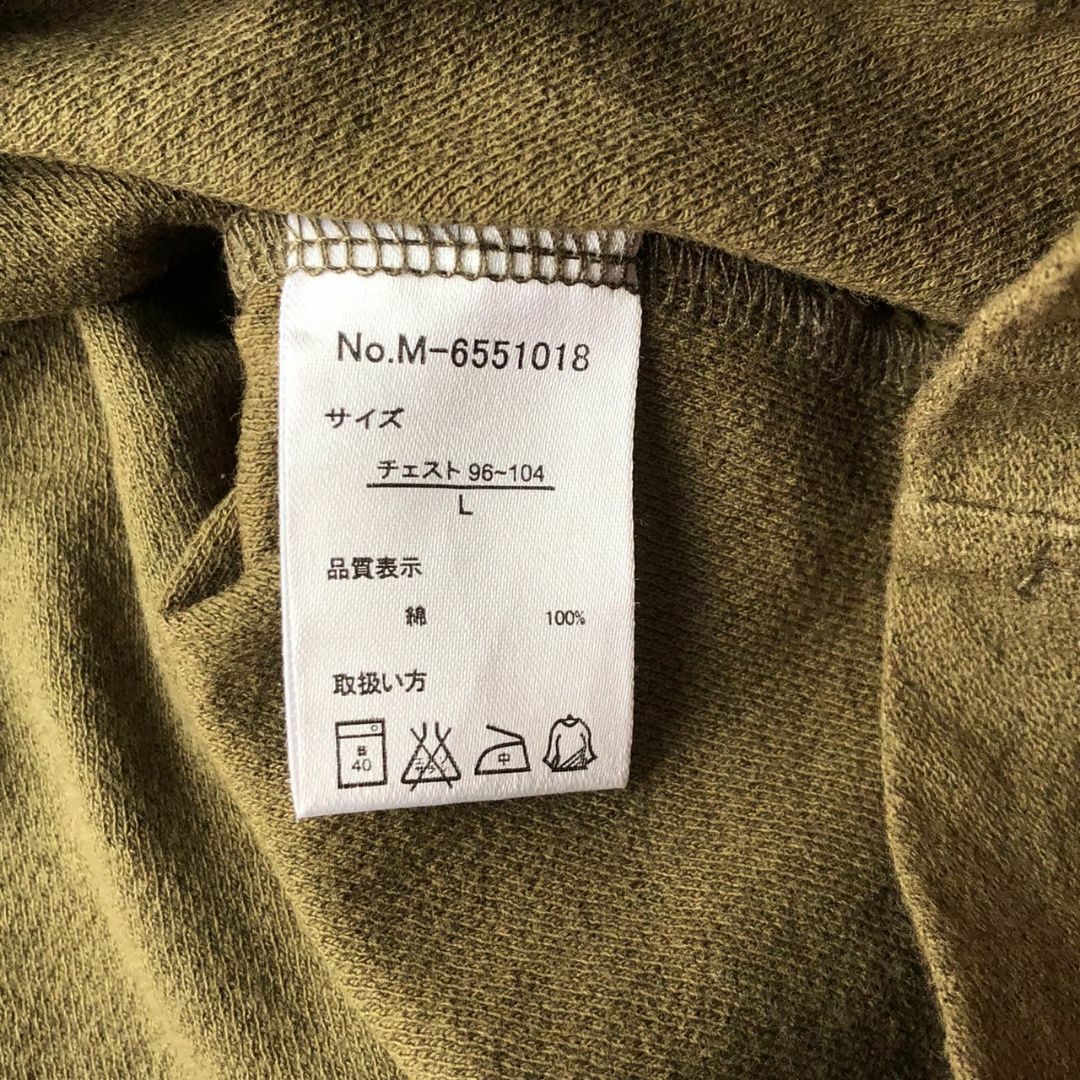 No.M-6551018
サイズ
チェスト 96~104
L
品質表示
綿 100%
取扱い方
40 中